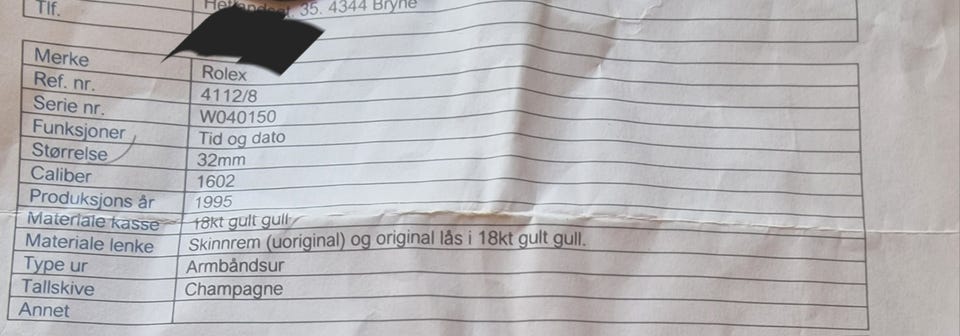 Tlf.
35. 4344 Bryne
Merke Rolex
Ref. nr. 4112/8
Serie nr. W040150
Funksjoner Tid og dato
Størrelse 32mm
Caliber 1602
Produksjons år 1995
Materiale kasse 18kt gult gull
Materiale lenke Skinnrem (uoriginal) og original lås i 18kt gult gull.
Type ur Armbåndsur
Tallskive Champagne
Annet